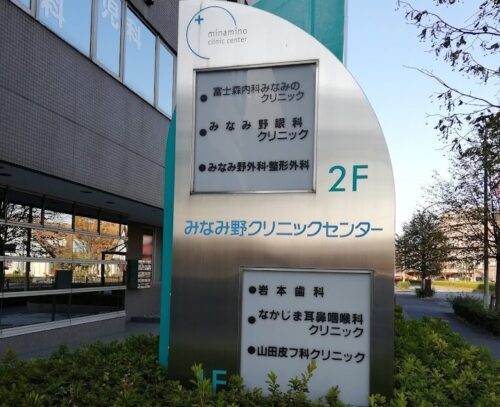 minamino
clinic center
富士森内科みなみの
クリニック
みなみ野眼科
クリニック
みなみ野外科・整形外科
2F
みなみ野クリニックセンター
岩本歯科
なかじま耳鼻咽喉科
クリニック
山田皮フ科クリニック
1F
科
科